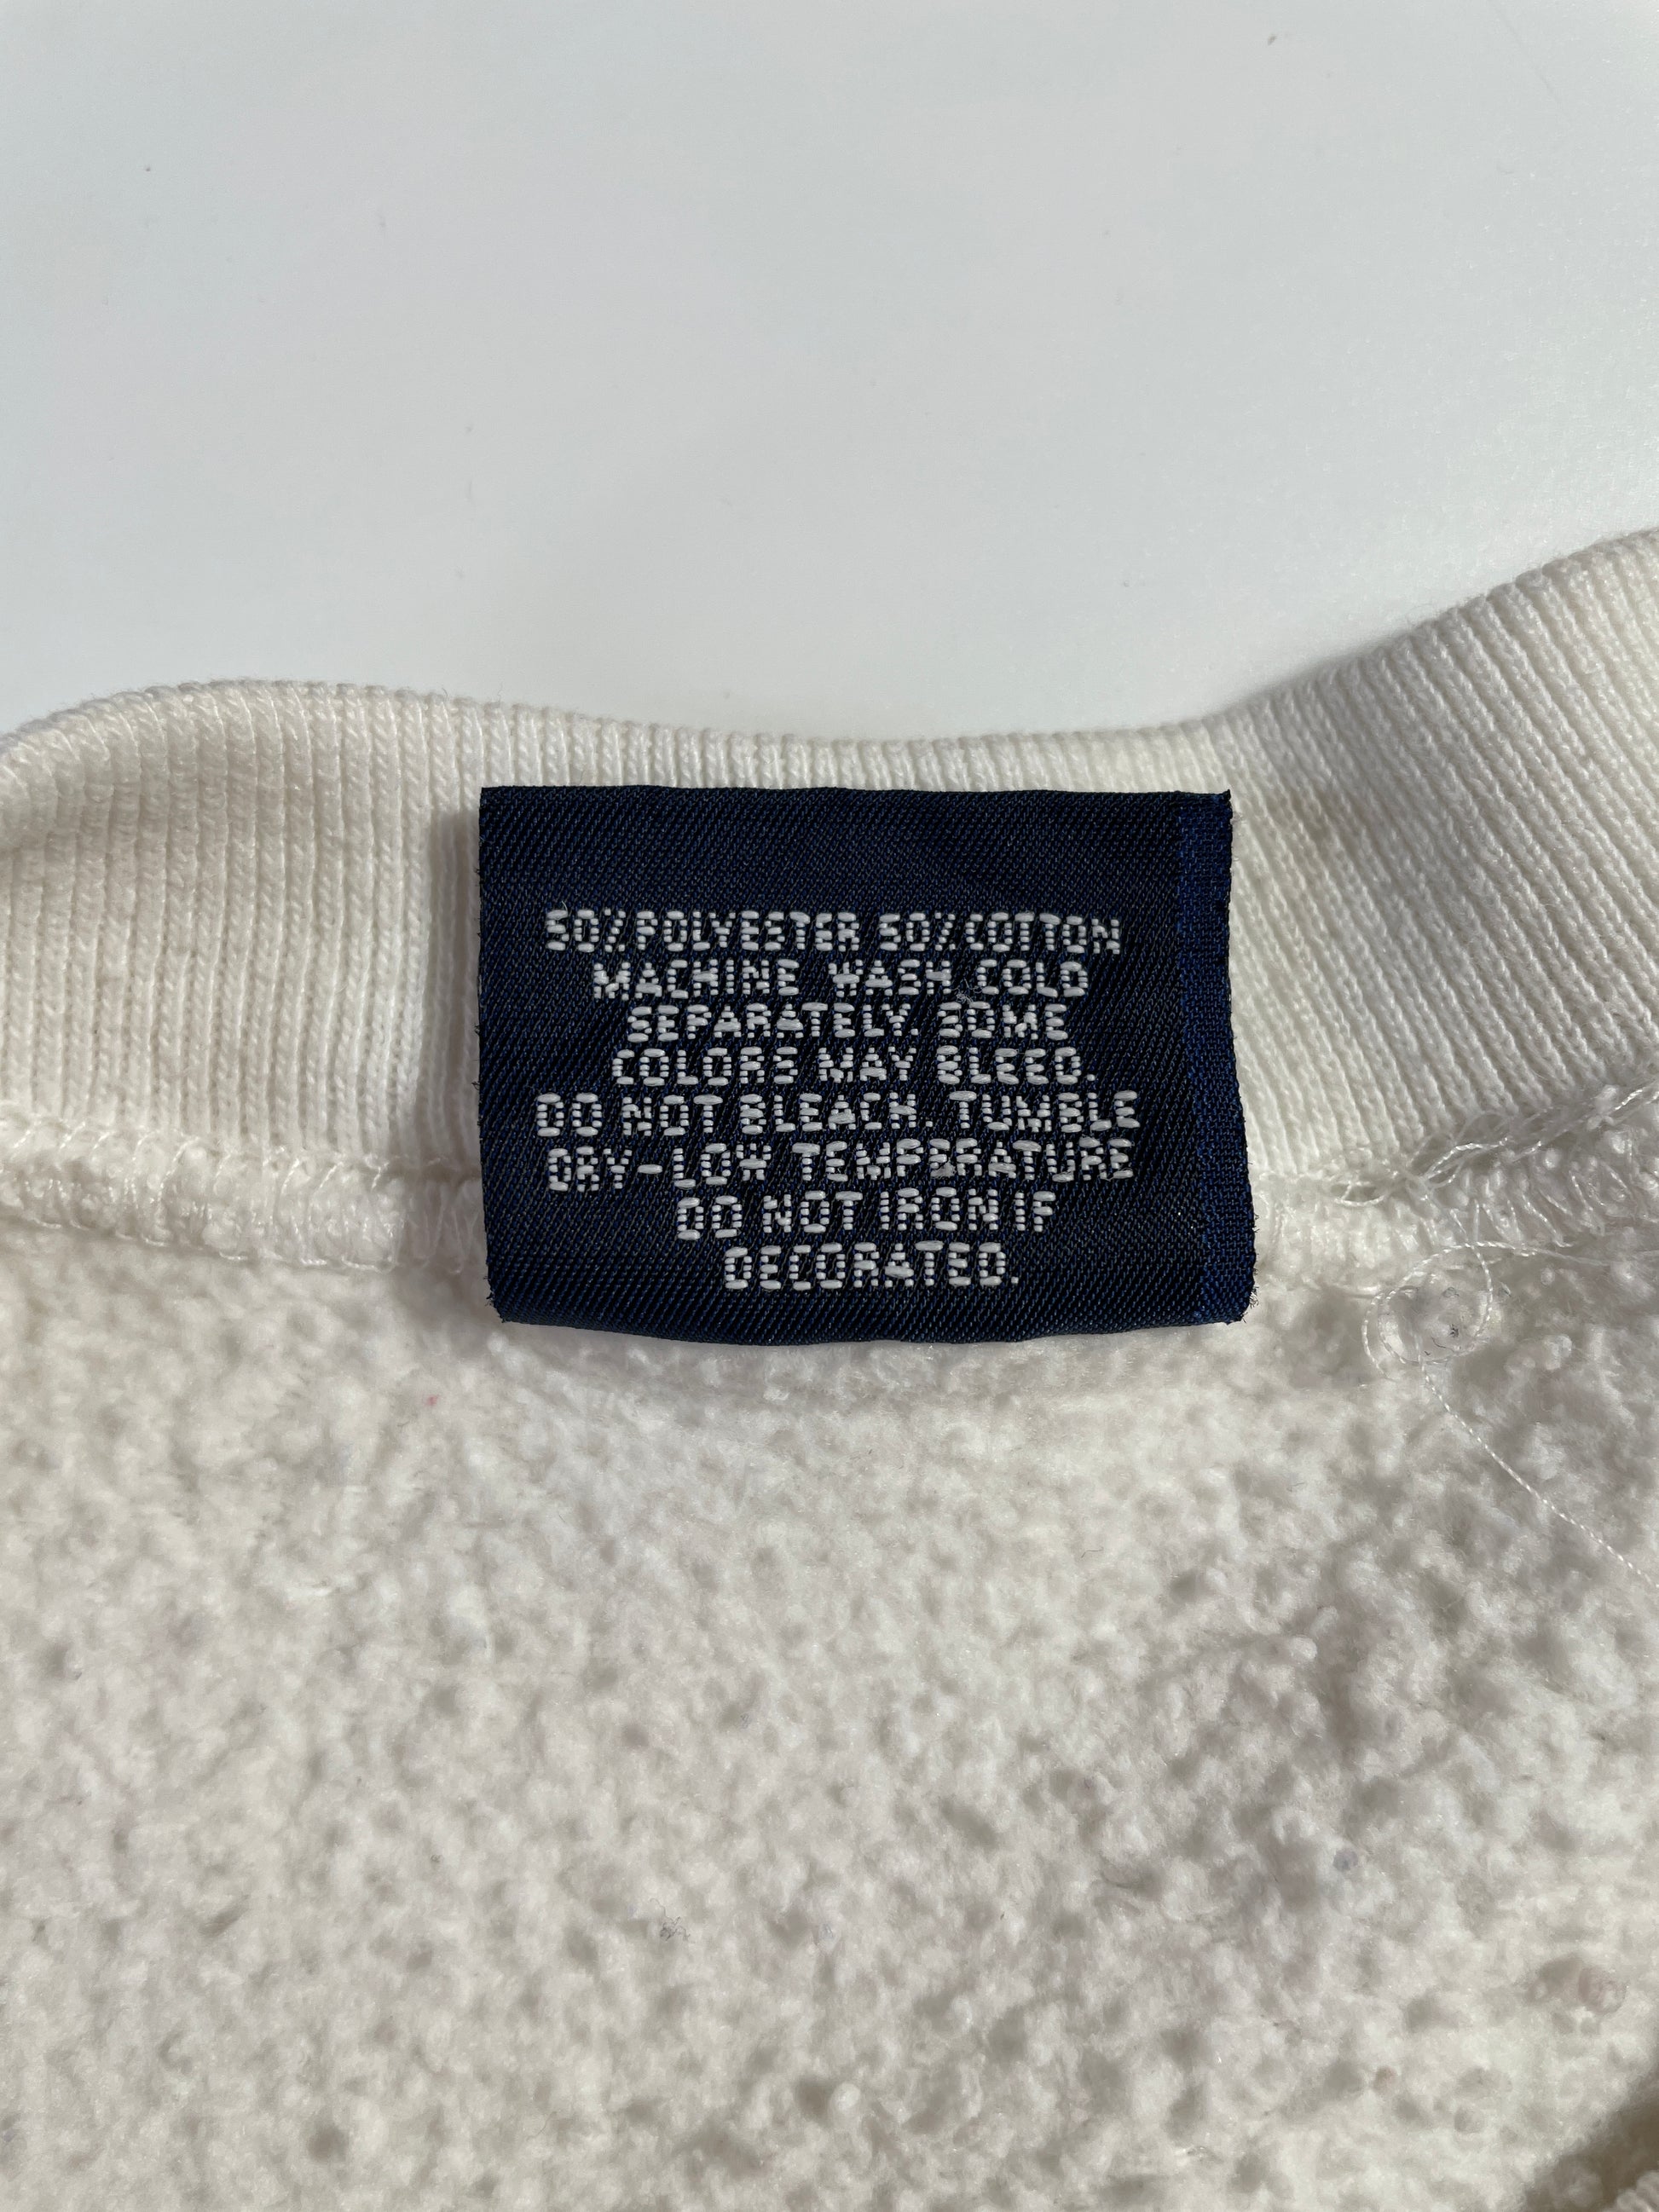 50% POLYESTER 50% COTTON
MACHINE WASH COLD
SEPARATELY. SOME
COLORS MAY BLEED.
DO NOT BLEACH. TUMBLE
DRY-LOW TEMPERATURE
DO NOT IRON IF
DECORATED.